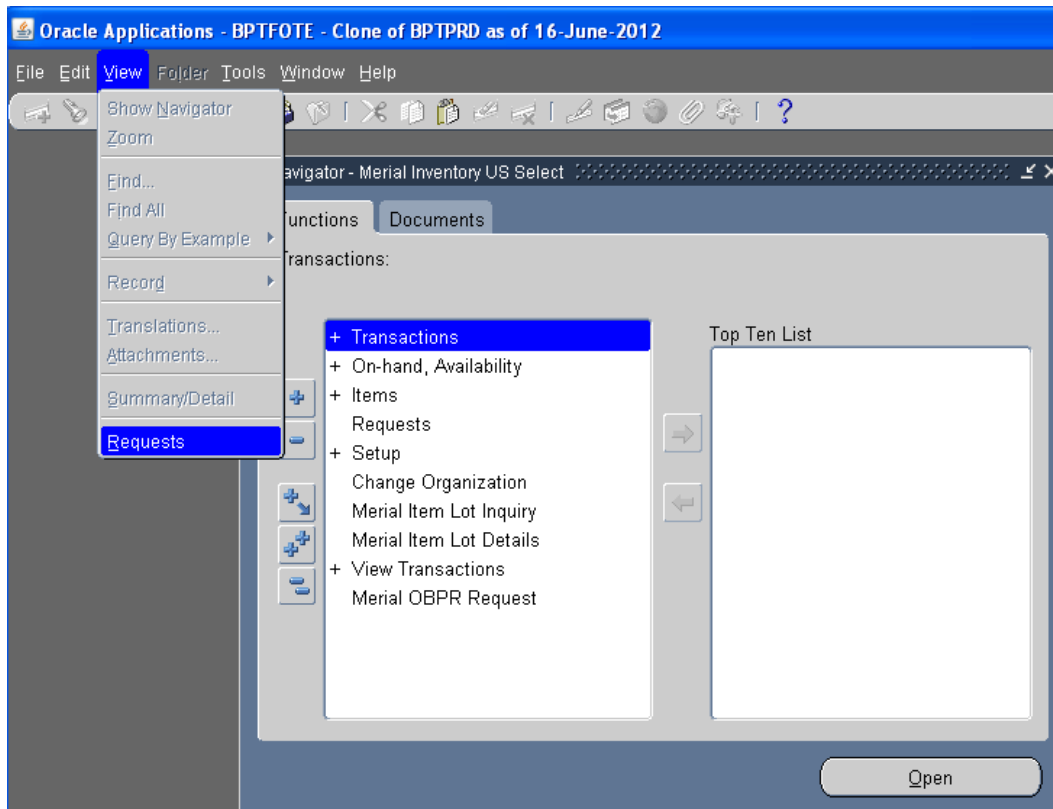 Oracle Applications - BPTFOTE - Clone of BPTPRD as of 16-June-2012
File Edit View Folder Tools Window Help
Show Navigator
Zoom
Find...
Find All
Query By Example
Record
Translations...
Attachments...
Summary/Detail
Requests
avigator - Merial Inventory US Select
unctions Documents
ransactions:
+ Transactions
+ On-hand, Availability
+ Items
Requests
+ Setup
Change Organization
Merial Item Lot Inquiry
Merial Item Lot Details
+ View Transactions
Merial OBPR Request
Top Ten List
Open